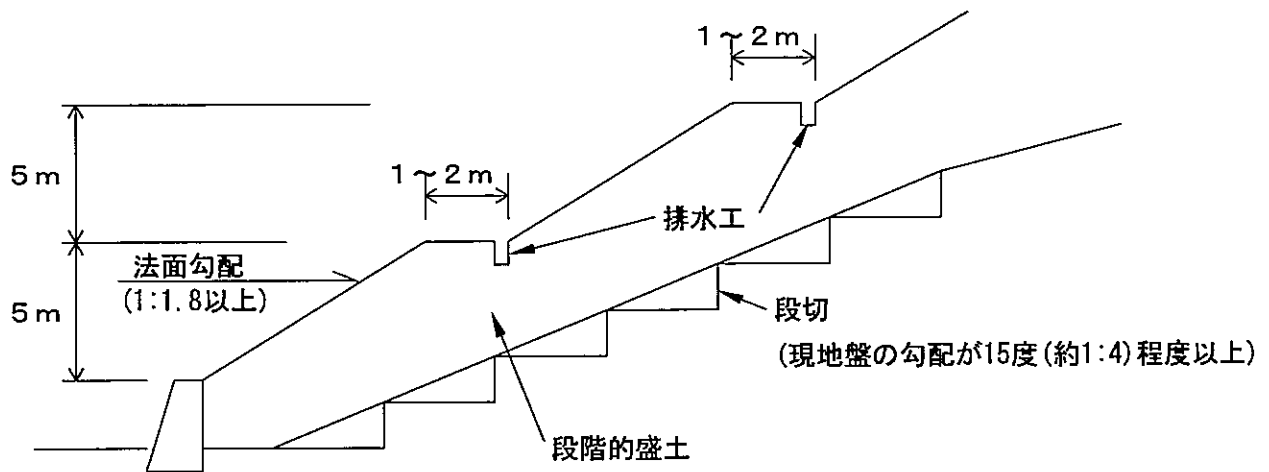 1～2m
5m
1～2m
排水工
法面勾配
(1:1.8以上)
5m
段切
(現地盤の勾配が15度(約1:4)程度以上)
段階的盛土